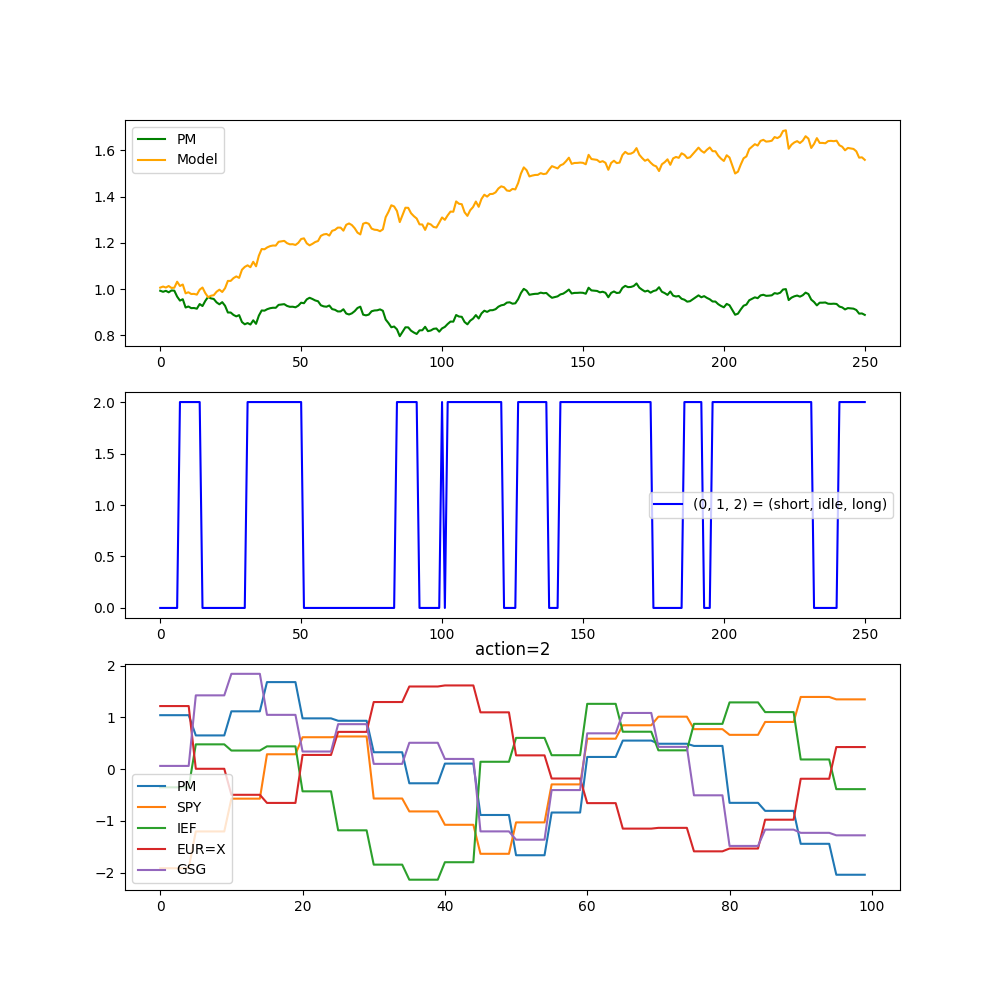 PM
Model
1.6
1.4
1.2
1.0
0.8
0 50 100 150 200 250
2.0
1.5
1.0
0.5
0.0
(0, 1, 2) = (short, idle, long)
0 50 100 150 200 250
action=2
2
1
0
−1
−2
PM
SPY
IEF
EUR=X
GSG
0 20 40 60 80 100